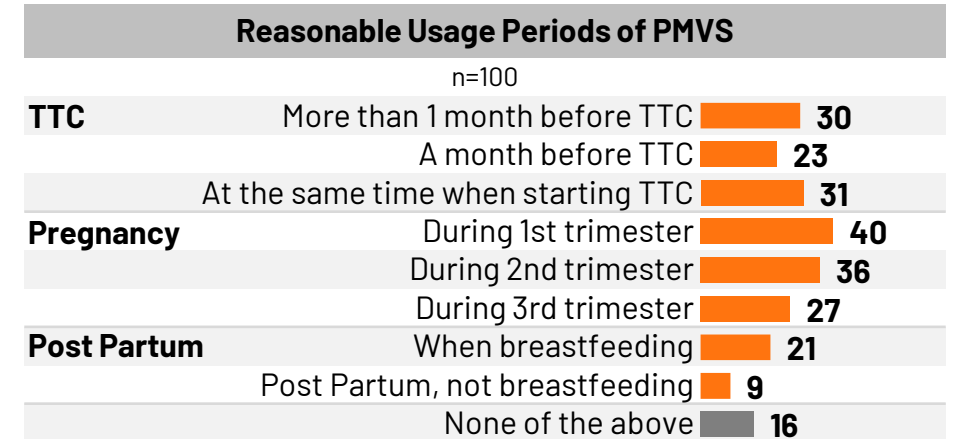 Reasonable Usage Periods of PMVS
n=100
TTC More than 1 month before TTC 30
A month before TTC 23
At the same time when starting TTC 31
Pregnancy During 1st trimester 40
During 2nd trimester 36
During 3rd trimester 27
Post Partum When breastfeeding 21
Post Partum, not breastfeeding 9
None of the above 16